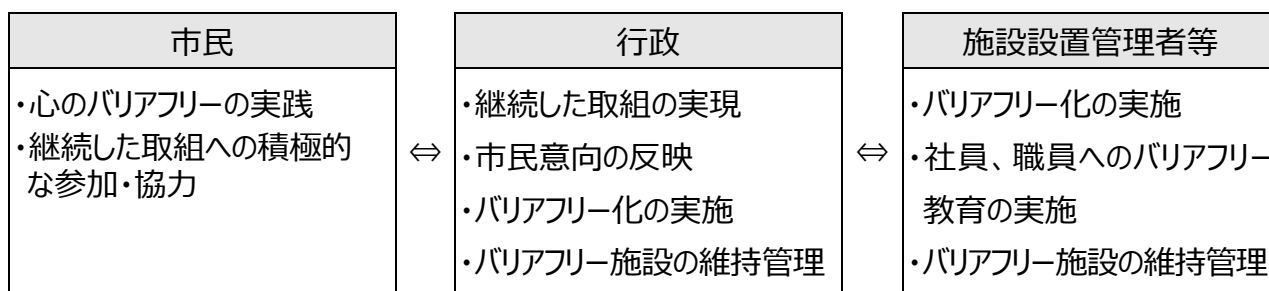 市民
・心のバリアフリーの実践
・継続した取組への積極的
な参加・協力
⇔
行政
・継続した取組の実現
・市民意向の反映
・バリアフリー化の実施
・バリアフリー施設の維持管理
⇔
施設設置管理者等
・バリアフリー化の実施
・社員、職員へのバリアフリー
教育の実施
・バリアフリー施設の維持管理